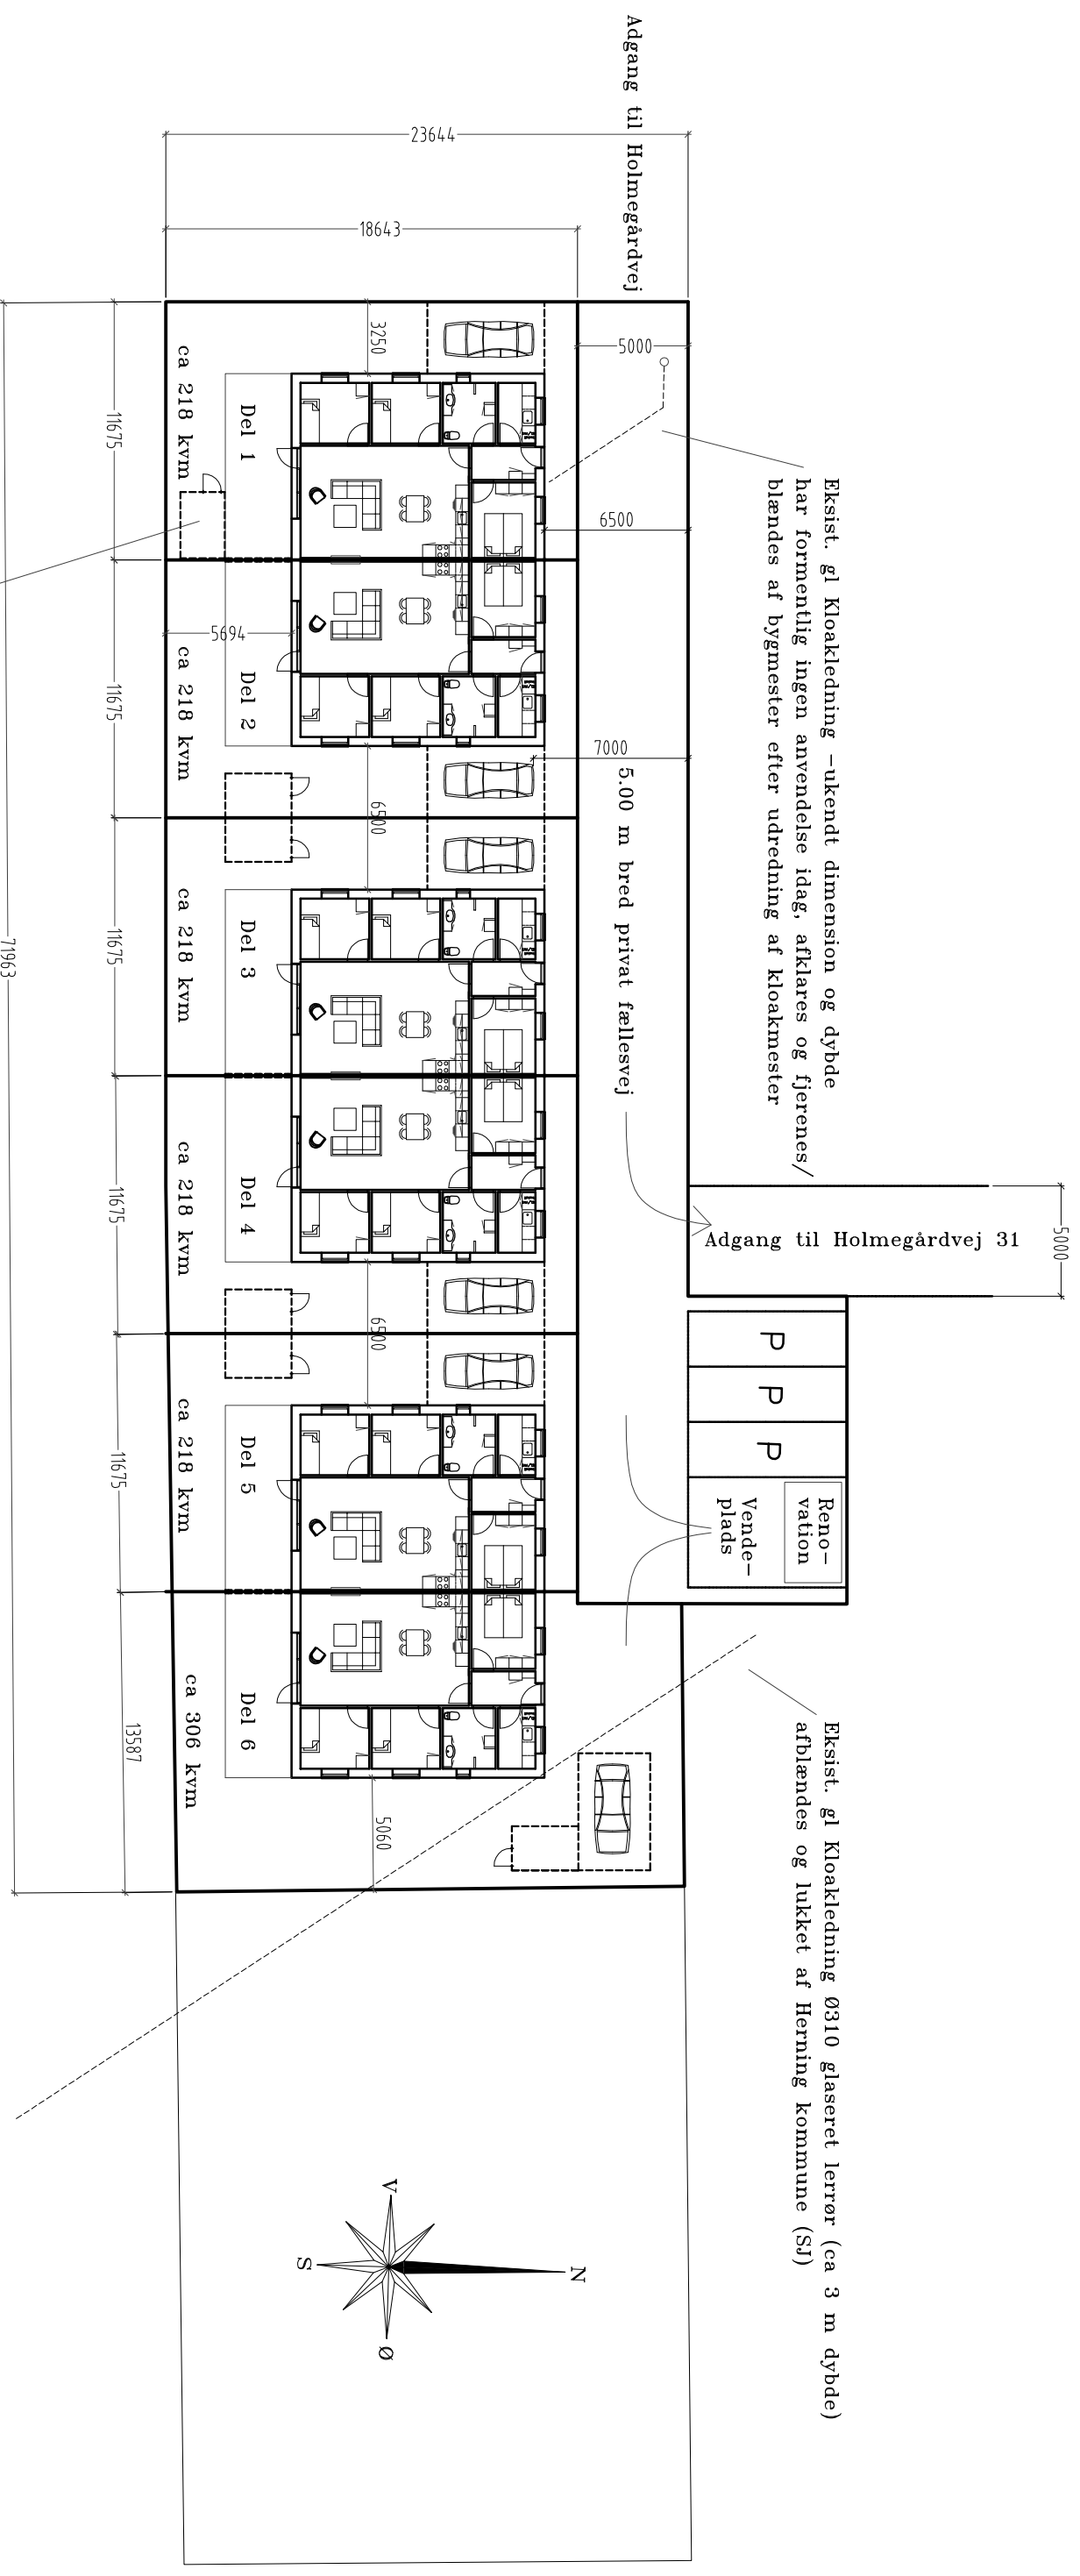 Adgang til Holmegårdvej
23644
18643
5000
Eksist. gl Kloakledning -ukendt dimension og dybde
har formentlig ingen anvendelse idag, afklares og fjerenes/
blændes af bygmester efter udredning af kloakmester
6500
7000
5.00 m bred privat fællesvej
5000
Adgang til Holmegårdvej 31
P
P
P
Reno-
vation
Vende-
plads
Eksist. gl Kloakledning Ø310 glaseret lerrør (ca 3 m dybde)
afblændes og lukket af Herning kommune (SJ)
3250
5694
6500
6500
5060
Del 1
Del 2
Del 3
Del 4
Del 5
Del 6
ca 218 kvm
ca 218 kvm
ca 218 kvm
ca 218 kvm
ca 218 kvm
ca 306 kvm
11675
11675
11675
11675
11675
13587
71963
N
V
Ø
S